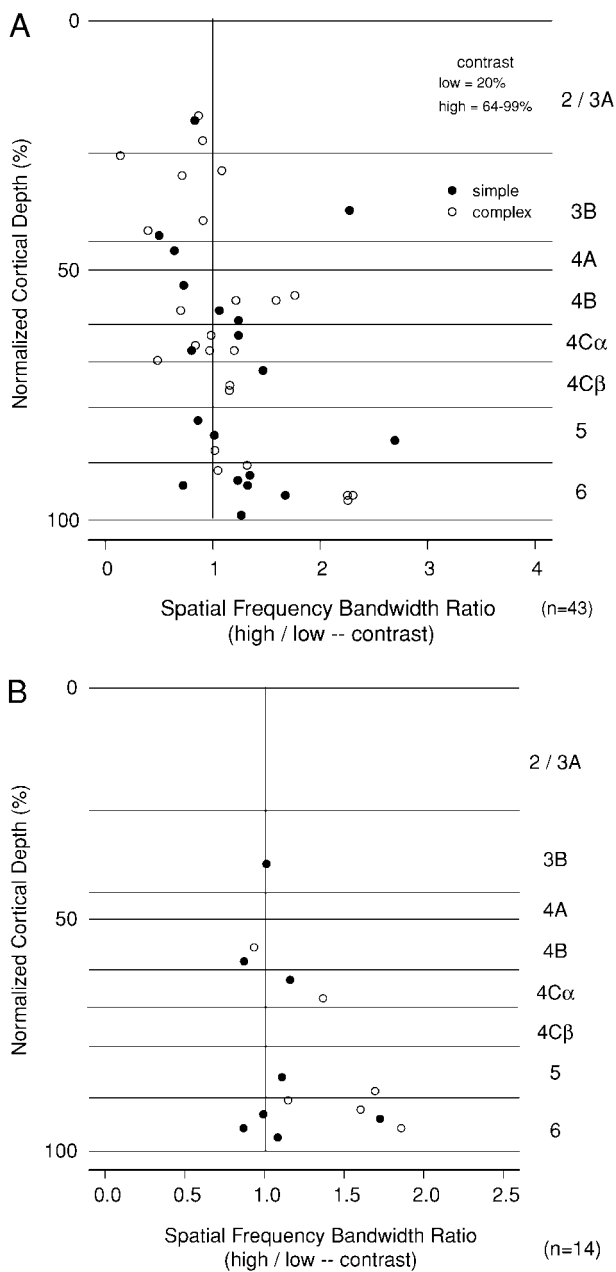 A
0
contrast
low = 20%
high = 64-99%
2 / 3A
simple
complex
3B
4A
50
4B
4Cα
4Cβ
5
6
100
Normalized Cortical Depth (%)
0 1 2 3 4
Spatial Frequency Bandwidth Ratio
(high / low -- contrast)
(n=43)
B
0
2 / 3A
3B
4A
50
4B
4Cα
4Cβ
5
6
100
Normalized Cortical Depth (%)
0.0 0.5 1.0 1.5 2.0 2.5
Spatial Frequency Bandwidth Ratio
(high / low -- contrast)
(n=14)